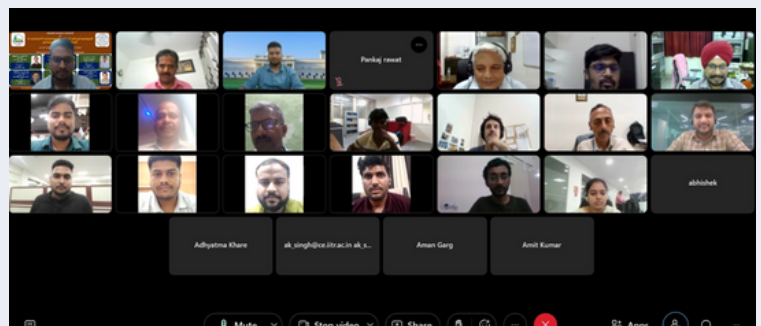 Pankaj rawat
abhishek
Adhyatma Khare
ak_singh@ce.iitr.ac.in ak_s...
Aman Garg
Amit Kumar
Mute
Stop video
Share
Apps